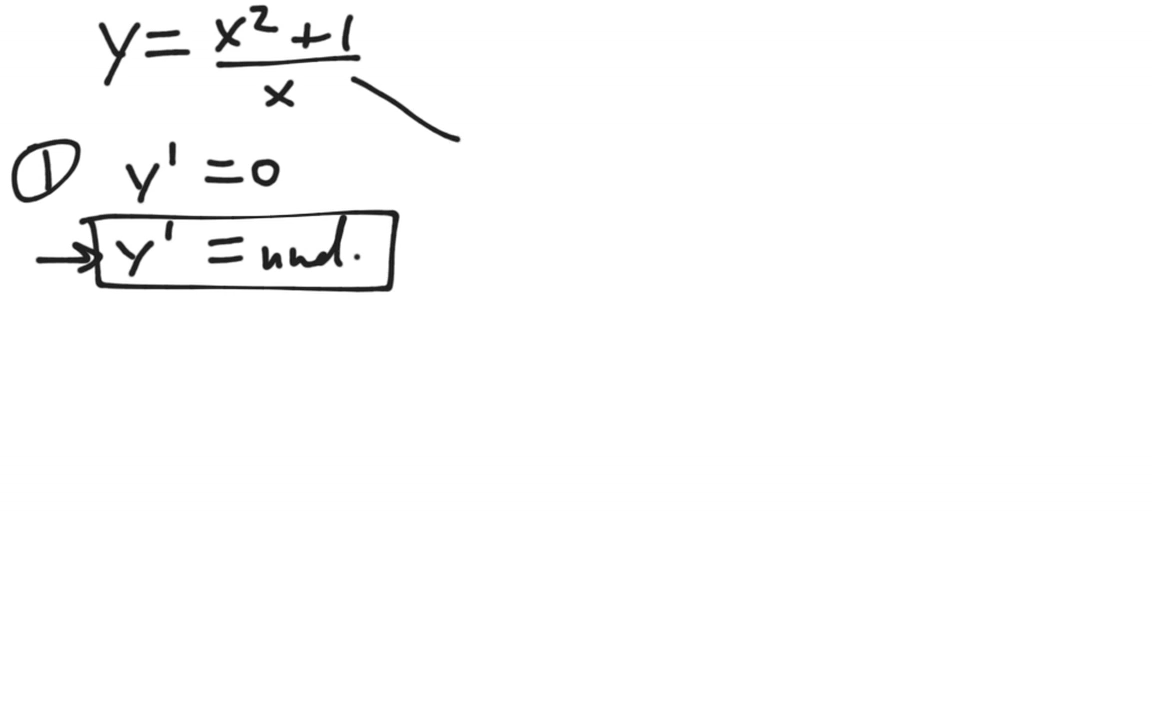 y = x² + 1 / x
① y' = 0
→ y' = und.